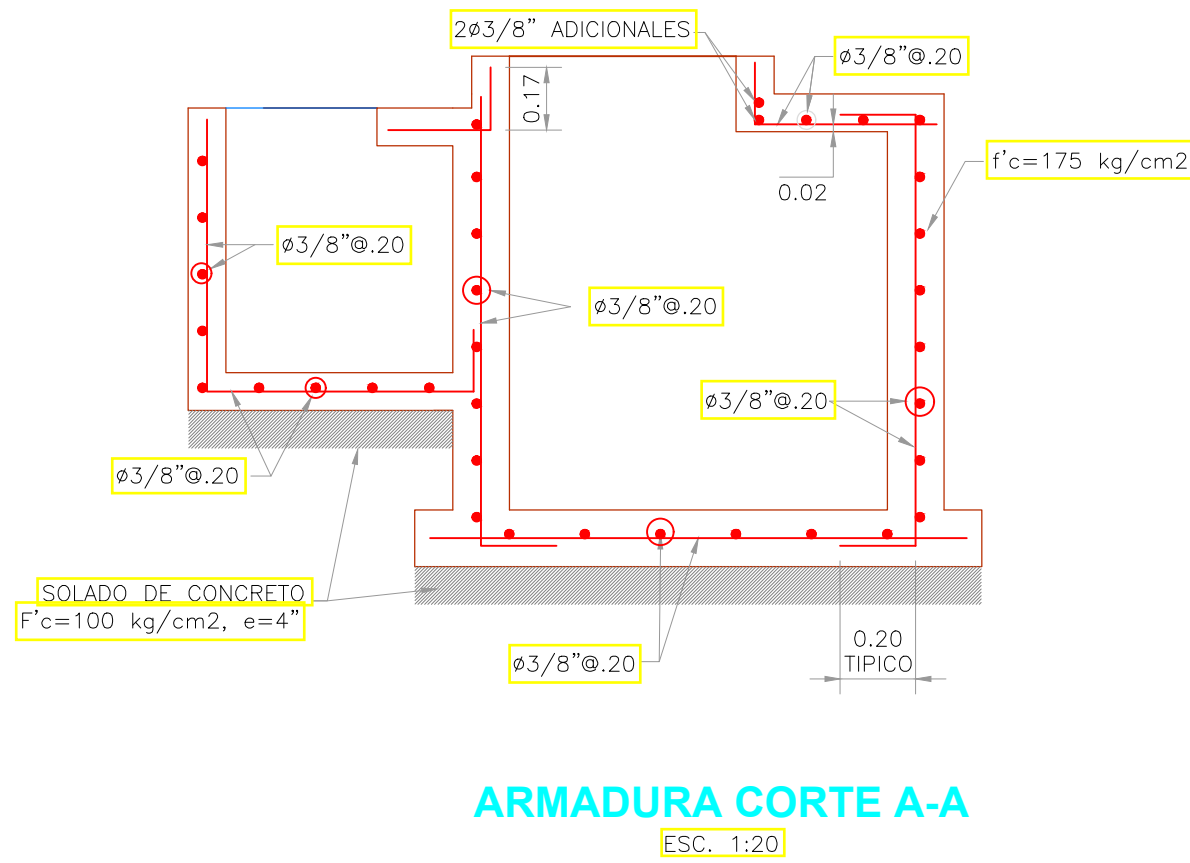 2ø3/8" ADICIONALES
ø3/8"@.20
0.17
f'c=175 kg/cm2
0.02
ø3/8"@.20
ø3/8"@.20
ø3/8"@.20
ø3/8"@.20
SOLADO DE CONCRETO
F'c=100 kg/cm2, e=4"
0.20
TIPICO
ø3/8"@.20
ARMADURA CORTE A-A
ESC. 1:20